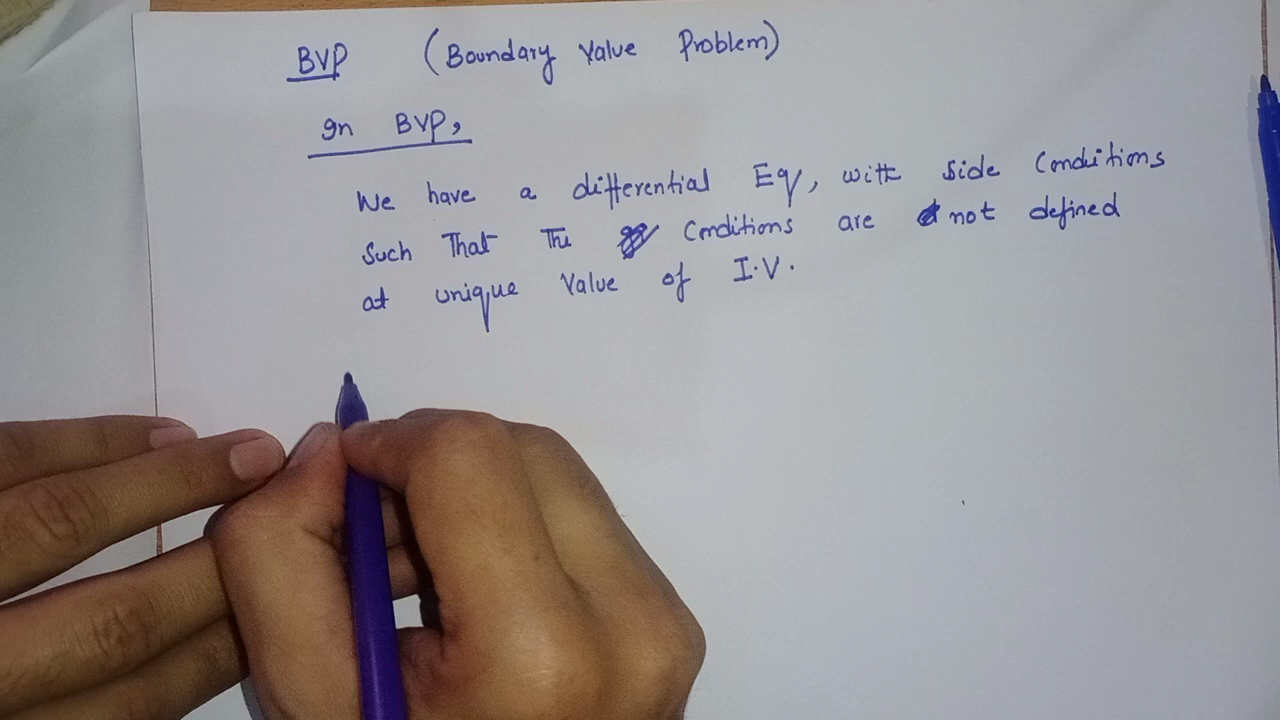 BVP (Boundary Value Problem)
In BVP,
We have a differential Eq, with side Conditions
Such That The Conditions are not defined
at unique Value of I.V.